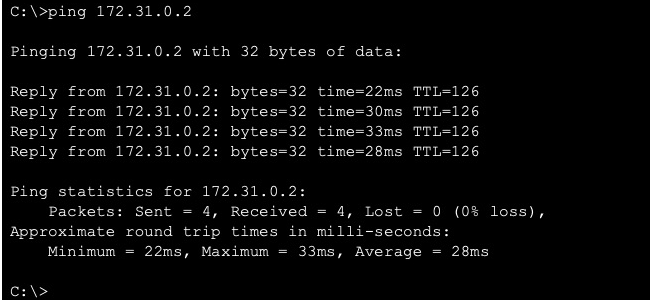 C:\>ping 172.31.0.2
Pinging 172.31.0.2 with 32 bytes of data:
Reply from 172.31.0.2: bytes=32 time=22ms TTL=126
Reply from 172.31.0.2: bytes=32 time=30ms TTL=126
Reply from 172.31.0.2: bytes=32 time=33ms TTL=126
Reply from 172.31.0.2: bytes=32 time=28ms TTL=126
Ping statistics for 172.31.0.2:
    Packets: Sent = 4, Received = 4, Lost = 0 (0% loss),
Approximate round trip times in milli-seconds:
    Minimum = 22ms, Maximum = 33ms, Average = 28ms
C:\>